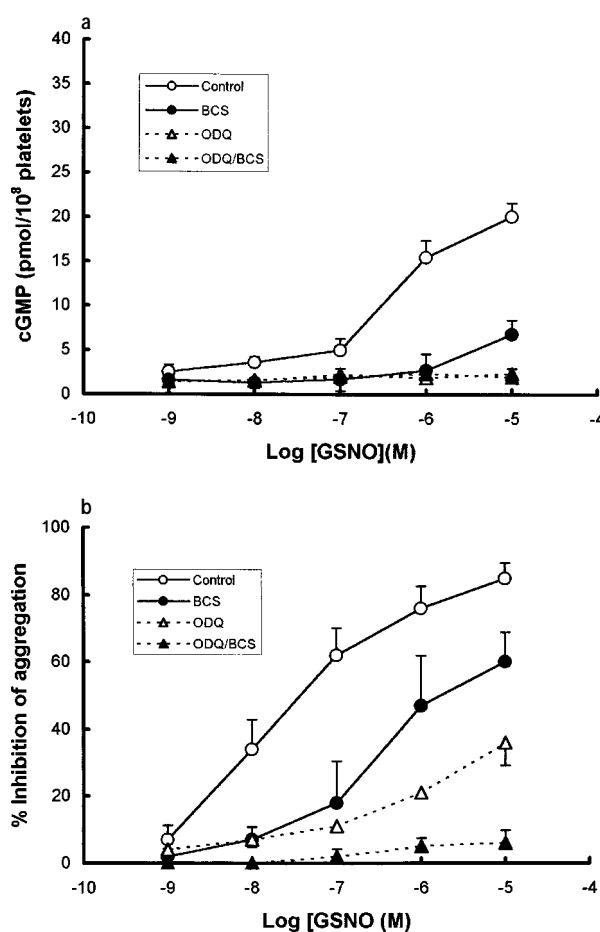 a
40
35
30
25
20
15
10
5
0
cGMP (pmol/10⁸ platelets)
Control
BCS
ODQ
ODQ/BCS
-10 -9 -8 -7 -6 -5 -4
Log [GSNO](M)
b
100
80
60
40
20
0
% Inhibition of aggregation
Control
BCS
ODQ
ODQ/BCS
-10 -9 -8 -7 -6 -5 -4
Log [GSNO (M)